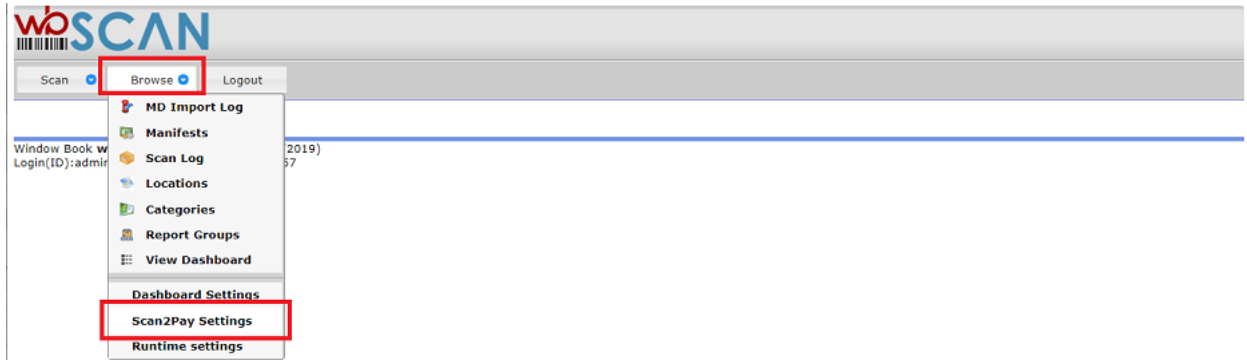 wbSCAN
Scan Browse Logout
MD Import Log
Manifests
Scan Log
Locations
Categories
Report Groups
View Dashboard
Dashboard Settings
Scan2Pay Settings
Runtime settings
Window Book w 2019)
Login(ID):admin 57